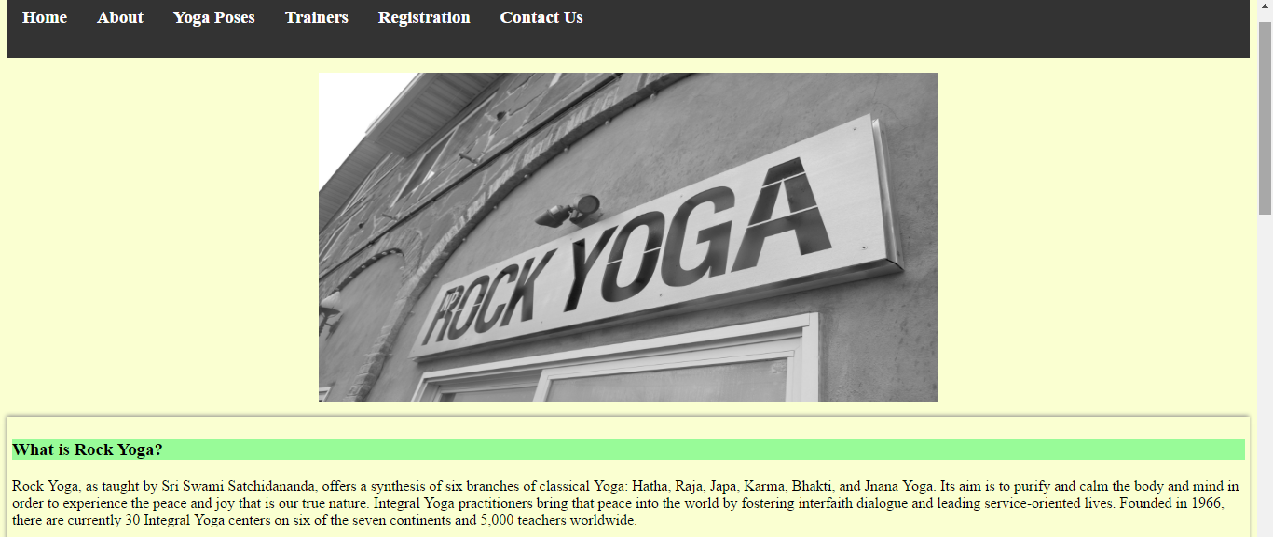 Home About Yoga Poses Trainers Registration Contact Us
ROCK YOGA
What is Rock Yoga?
Rock Yoga, as taught by Sri Swami Satchidananda, offers a synthesis of six branches of classical Yoga: Hatha, Raja, Japa, Karma, Bhakti, and Jnana Yoga. Its aim is to purify and calm the body and mind in
order to experience the peace and joy that is our true nature. Integral Yoga practitioners bring that peace into the world by fostering interfaith dialogue and leading service-oriented lives. Founded in 1966,
there are currently 30 Integral Yoga centers on six of the seven continents and 5,000 teachers worldwide.